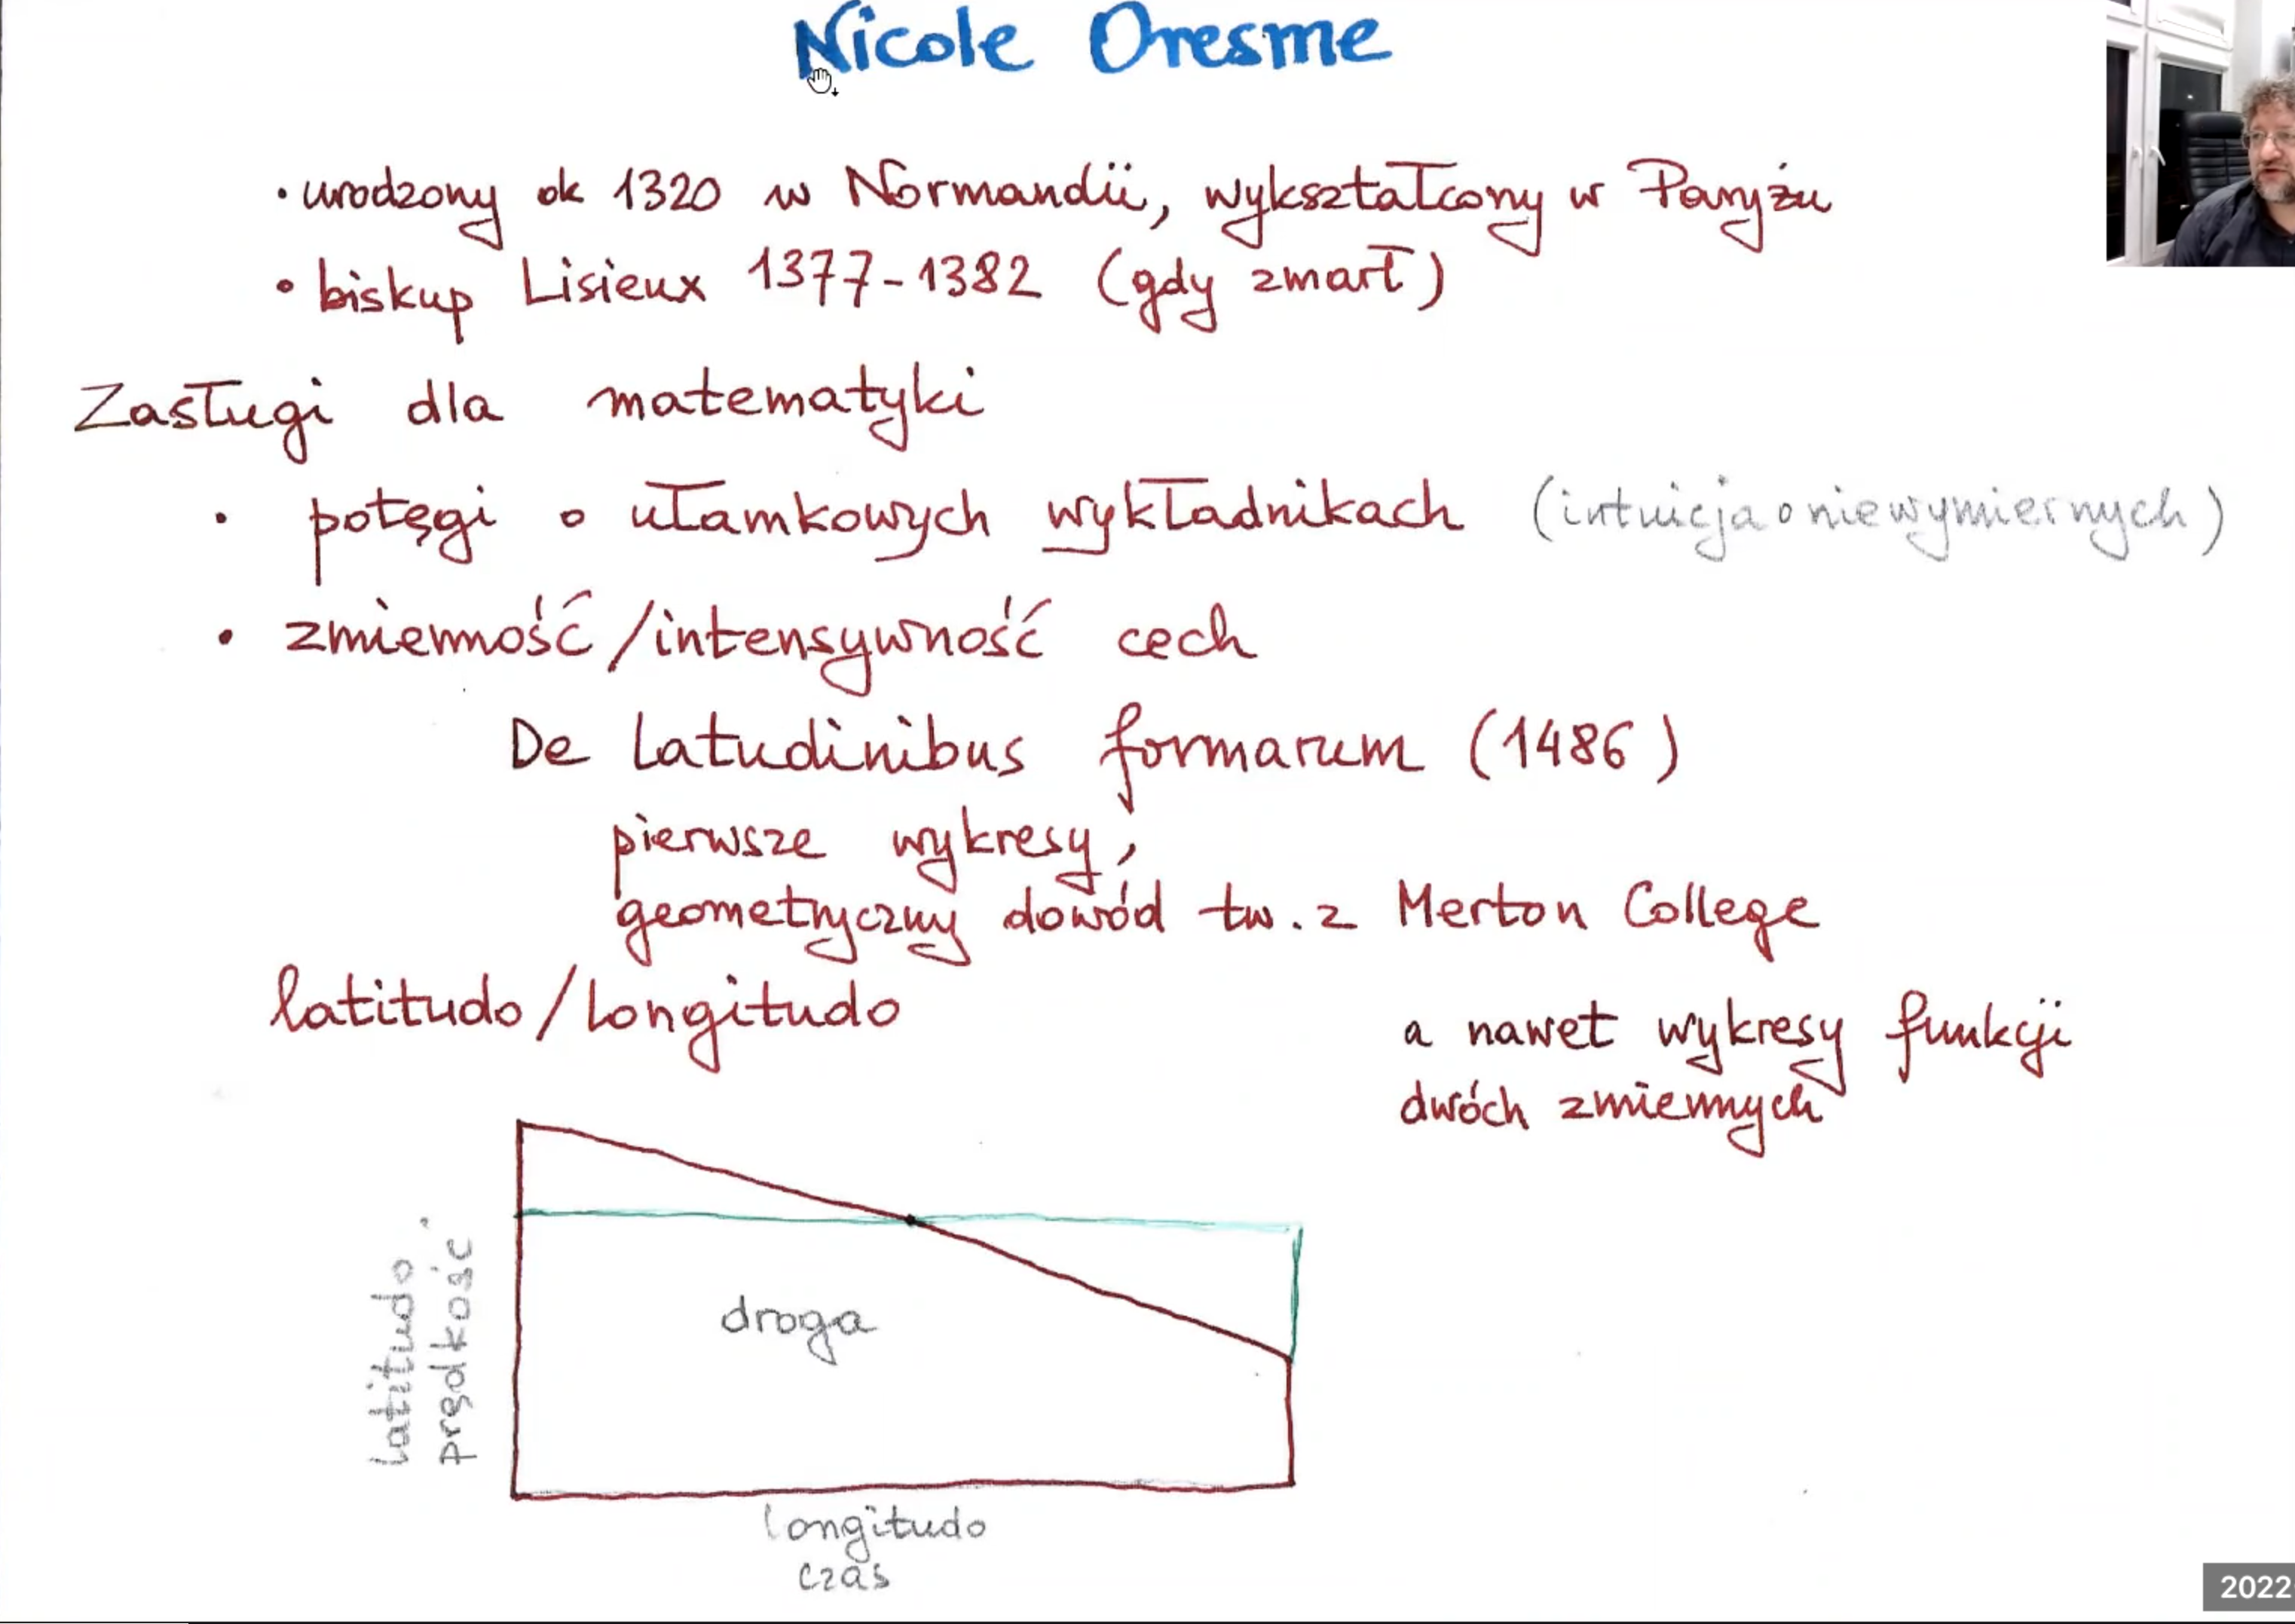 Nicole Oresme
• urodzony ok 1320 w Normandii, wykształcony w Paryżu
• biskup Lisieux 1377-1382 (gdy zmarł)
Zasługi dla matematyki
• potęgi o ułamkowych wykładnikach (intuicja o niewymiernych)
• zmienność/intensywność cech
De latudinibus formarum (1486)
pierwsze wykresy,
geometryczny dowód tw. z Merton College
latitudo/longitudo
a nawet wykresy funkcji
dwóch zmiennych
latitudo
prędkość
droga
longitudo
czas
2022